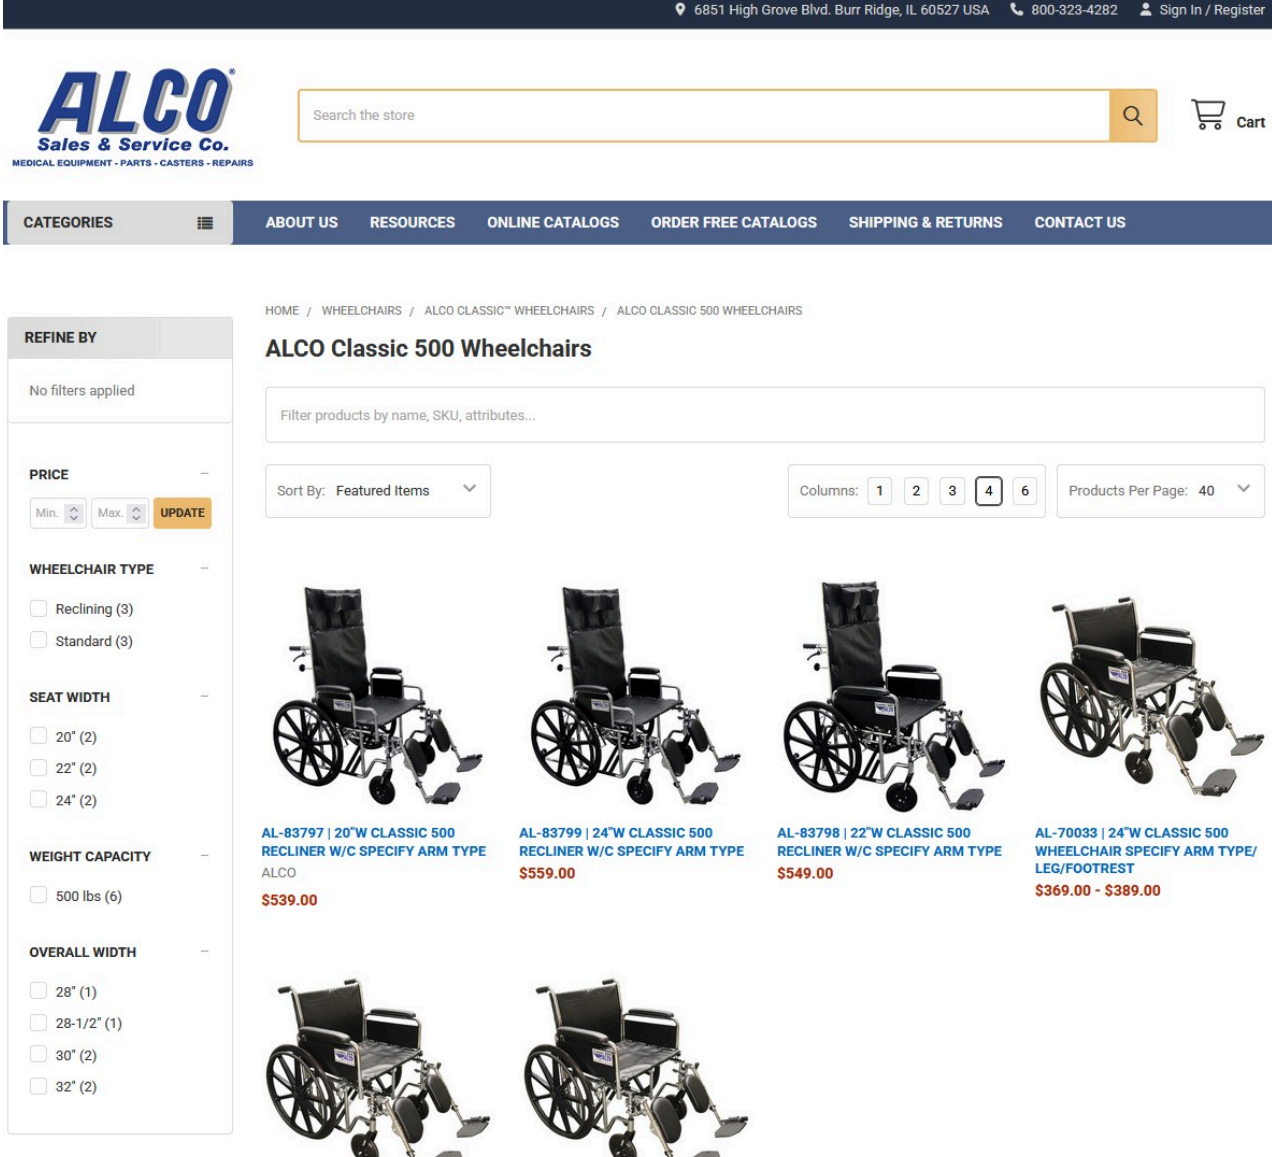 6851 High Grove Blvd. Burr Ridge, IL 60527 USA 800-323-4282 Sign In / Register
ALCO®
Sales & Service Co.
MEDICAL EQUIPMENT - PARTS - CASTERS - REPAIRS
Search the store
Cart
CATEGORIES
ABOUT US RESOURCES ONLINE CATALOGS ORDER FREE CATALOGS SHIPPING & RETURNS CONTACT US
HOME / WHEELCHAIRS / ALCO CLASSIC™ WHEELCHAIRS / ALCO CLASSIC 500 WHEELCHAIRS
REFINE BY
No filters applied
PRICE
Min. Max. UPDATE
WHEELCHAIR TYPE
Reclining (3)
Standard (3)
SEAT WIDTH
20" (2)
22" (2)
24" (2)
WEIGHT CAPACITY
500 lbs (6)
OVERALL WIDTH
28" (1)
28-1/2" (1)
30" (2)
32" (2)
ALCO Classic 500 Wheelchairs
Filter products by name, SKU, attributes...
Sort By: Featured Items
Columns: 1 2 3 4 6
Products Per Page: 40
AL-83797 | 20"W CLASSIC 500
RECLINER W/C SPECIFY ARM TYPE
ALCO
$539.00
AL-83799 | 24"W CLASSIC 500
RECLINER W/C SPECIFY ARM TYPE
$559.00
AL-83798 | 22"W CLASSIC 500
RECLINER W/C SPECIFY ARM TYPE
$549.00
AL-70033 | 24"W CLASSIC 500
WHEELCHAIR SPECIFY ARM TYPE/
LEG/FOOTREST
$369.00 - $389.00